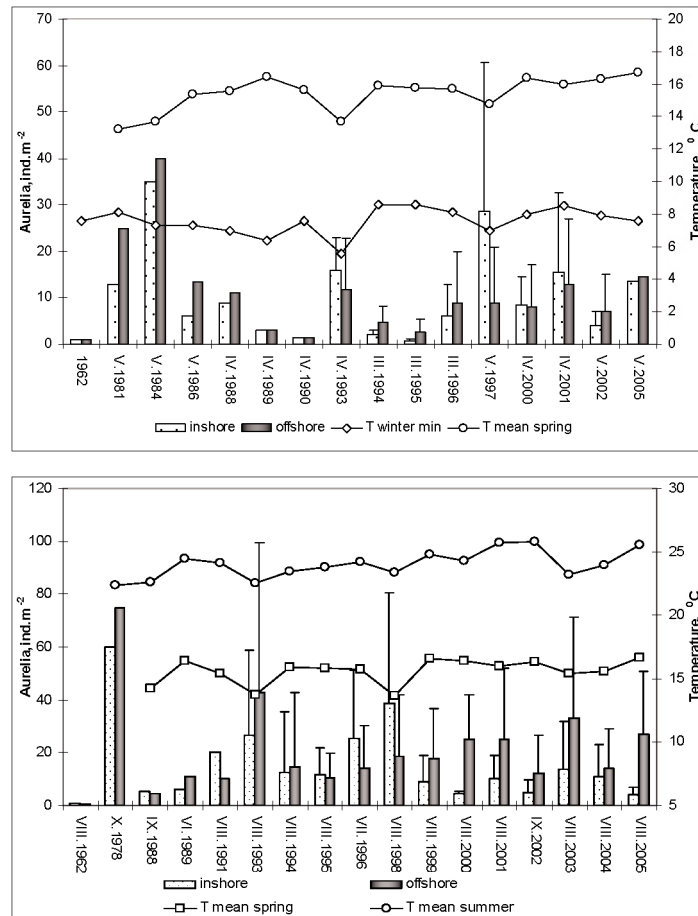 70
60
50
40
30
20
10
0
Aurelia,ind.m-2
20
18
16
14
12
10
8
6
4
2
0
Temperature, °C
1962
V.1981
V.1984
V.1986
IV.1988
IV.1989
IV.1990
IV.1993
III.1994
III.1995
III.1996
V.1997
IV.2000
IV.2001
V.2002
V.2005
inshore offshore T winter min T mean spring
120
100
80
60
40
20
0
Aurelia,ind.m-2
30
25
20
15
10
5
Temperature, °C
VIII.1962
X.1978
IX.1988
VI.1989
VIII.1991
VIII.1993
VIII.1994
VIII.1995
VII.1996
VIII.1998
VIII.1999
VIII.2000
VIII.2001
IX.2002
VIII.2003
VIII.2004
VIII.2005
inshore offshore
T mean spring T mean summer